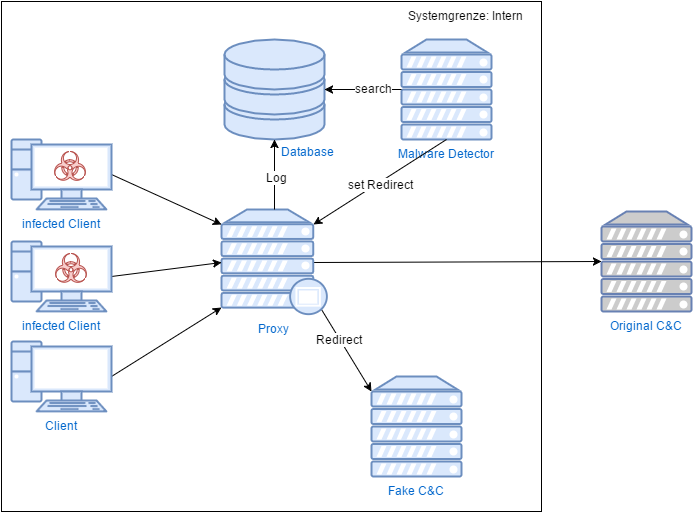 Systemgrenze: Intern
search
Database
Malware Detector
Log
set Redirect
infected Client
infected Client
Proxy
Original C&C
Redirect
Client
Fake C&C